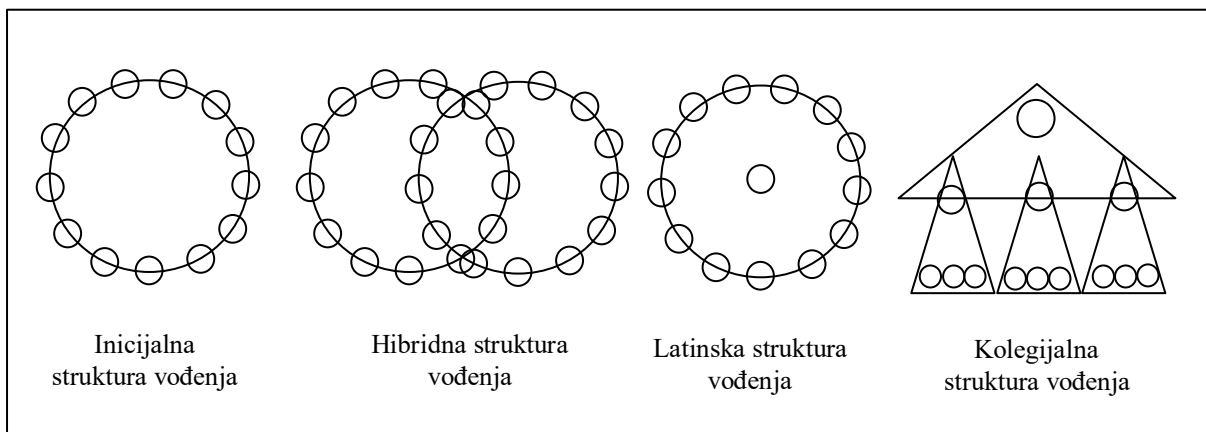 Inicijalna
struktura vođenja
Hibridna struktura
vođenja
Latinska struktura
vođenja
Kolegijalna
struktura vođenja